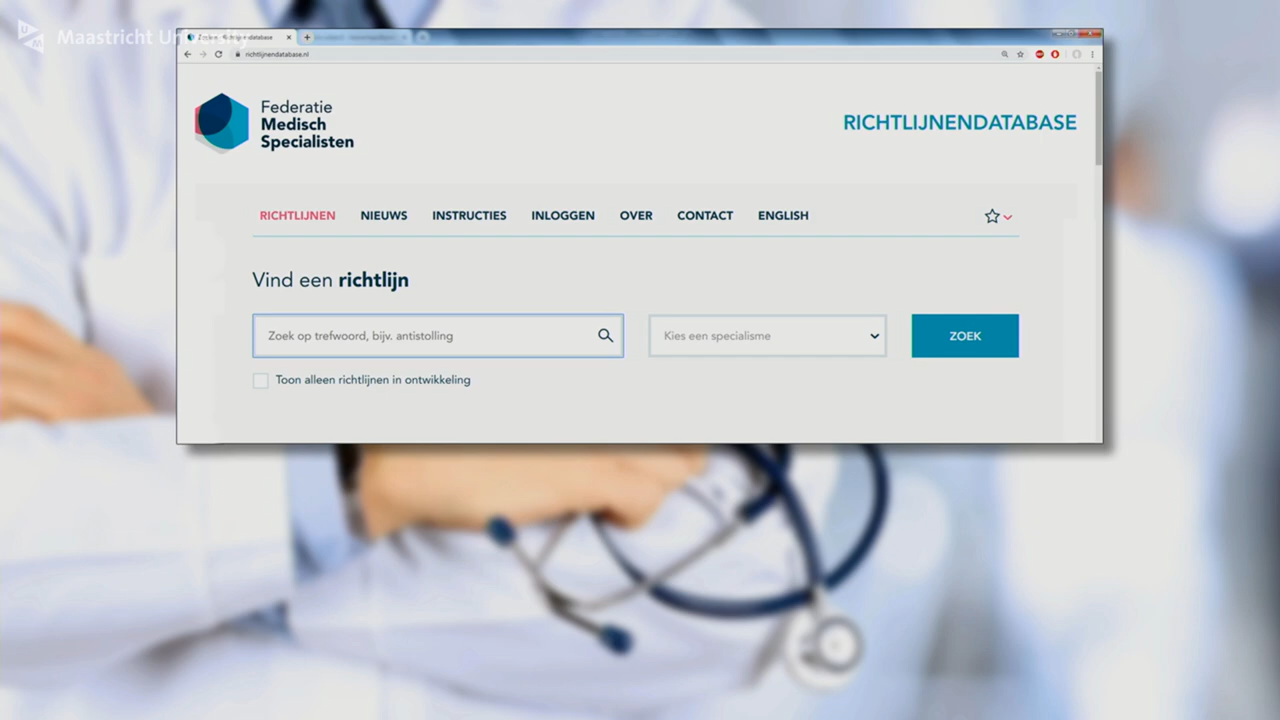 Maastricht University
richtlijnendatabase.nl
Federatie
Medisch
Specialisten
RICHTLIJNENDATABASE
RICHTLIJNEN NIEUWS INSTRUCTIES INLOGGEN OVER CONTACT ENGLISH
Vind een richtlijn
Zoek op trefwoord, bijv. antistolling
Kies een specialisme
ZOEK
Toon alleen richtlijnen in ontwikkeling